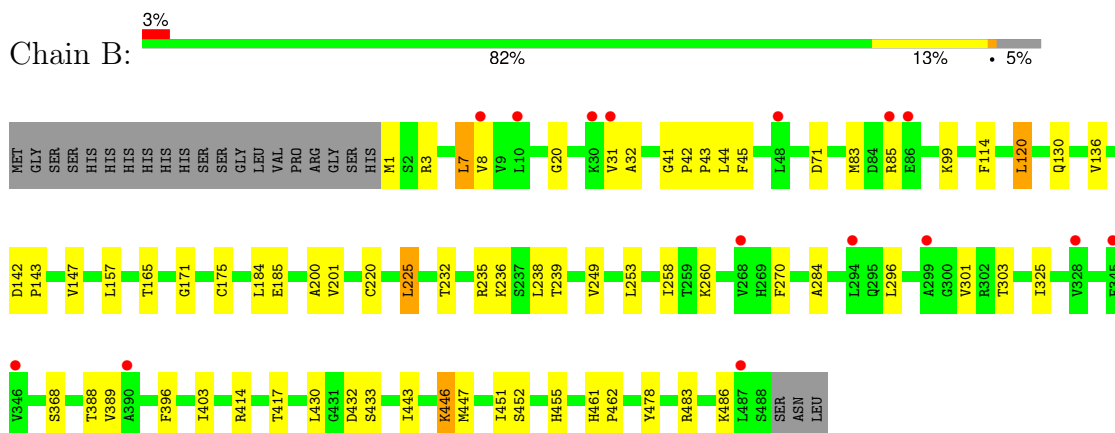 3%
Chain B:
82% 13% • 5%
MET GLY SER SER HIS HIS HIS HIS HIS HIS SER SER GLY LEU VAL PRO ARG GLY SER HIS M1 S2 R3 L7 V8 V9 L10 G20 K30 V31 A32 G41 P42 P43 L44 F45 L48 D71 M83 D84 R85 E86 K99 F114 L120 Q130 V136
D142 P143 V147 L157 T165 G171 C175 L184 E185 A200 V201 C220 L225 T232 R235 K236 S237 L238 T239 V249 L253 I258 T259 K260 V268 H269 F270 A284 L294 Q295 L296 A299 G300 V301 R302 T303 I325 V328
V346 S368 T388 V389 A390 F396 I403 R414 T417 L430 G431 D432 S433 I443 K446 M447 I451 S452 H455 H461 P462 Y478 R483 K486 L487 S488 SER ASN LEU